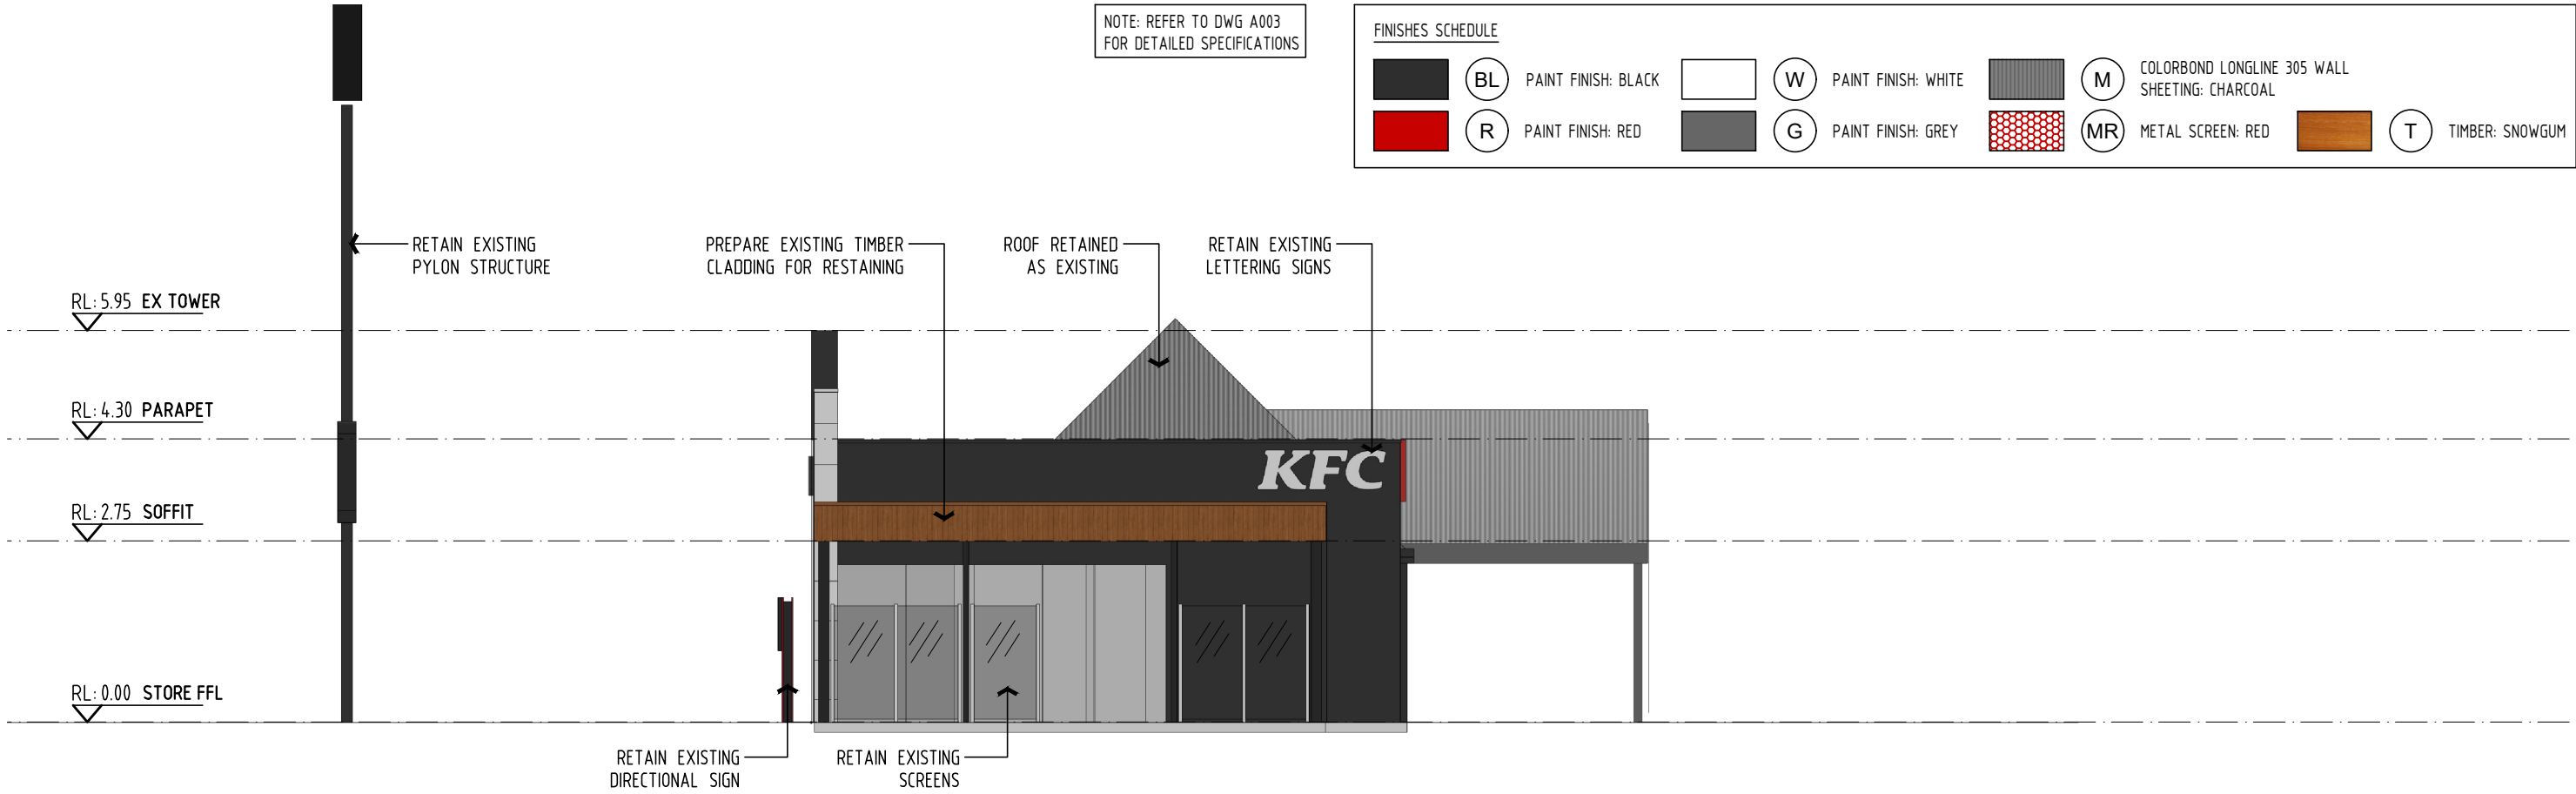 NOTE: REFER TO DWG A003
FOR DETAILED SPECIFICATIONS
FINISHES SCHEDULE
BL PAINT FINISH: BLACK
W PAINT FINISH: WHITE
M COLORBOND LONGLINE 305 WALL
SHEETING: CHARCOAL
R PAINT FINISH: RED
G PAINT FINISH: GREY
MR METAL SCREEN: RED
T TIMBER: SNOWGUM
RETAIN EXISTING
PYLON STRUCTURE
PREPARE EXISTING TIMBER
CLADDING FOR RESTAINING
ROOF RETAINED
AS EXISTING
RETAIN EXISTING
LETTERING SIGNS
RL: 5.95 EX TOWER
RL: 4.30 PARAPET
KFC
RL: 2.75 SOFFIT
RL: 0.00 STORE FFL
RETAIN EXISTING
DIRECTIONAL SIGN
RETAIN EXISTING
SCREENS